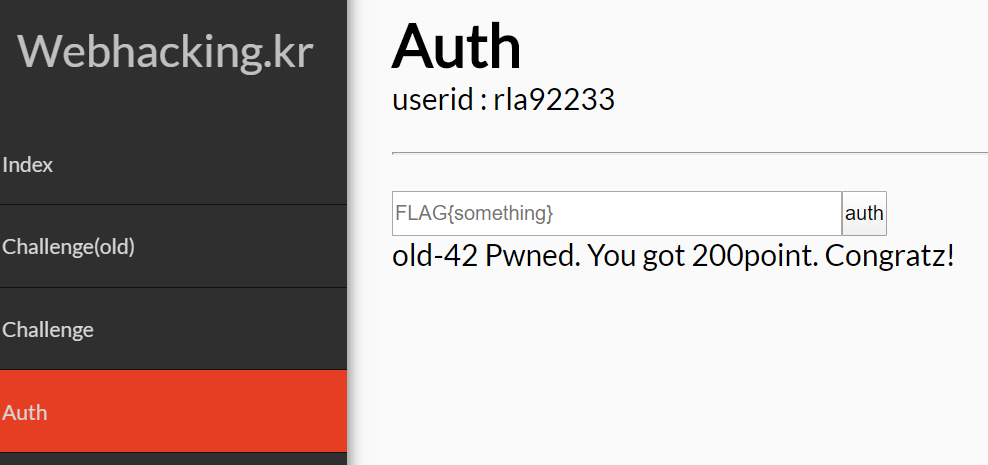 Webhacking.kr
Index
Challenge(old)
Challenge
Auth
Auth
userid : rla92233
FLAG{something}
auth
old-42 Pwned. You got 200point. Congratz!